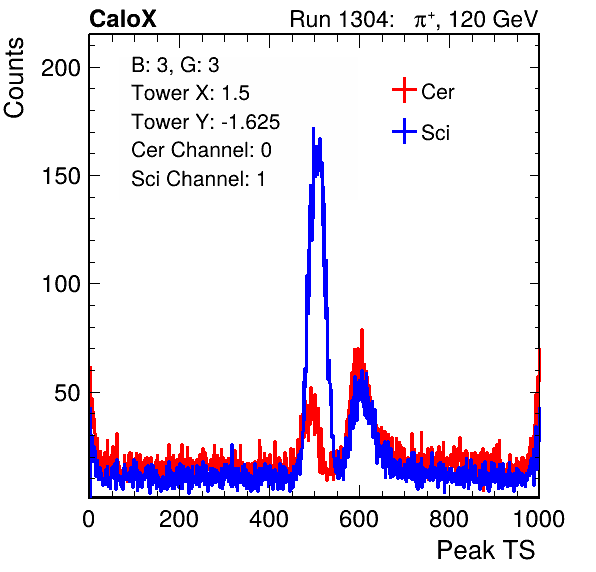 CaloX Run 1304: π⁺, 120 GeV
Counts
B: 3, G: 3
Tower X: 1.5
Tower Y: -1.625
Cer Channel: 0
Sci Channel: 1
Cer
Sci
200
150
100
50
0 200 400 600 800 1000
Peak TS